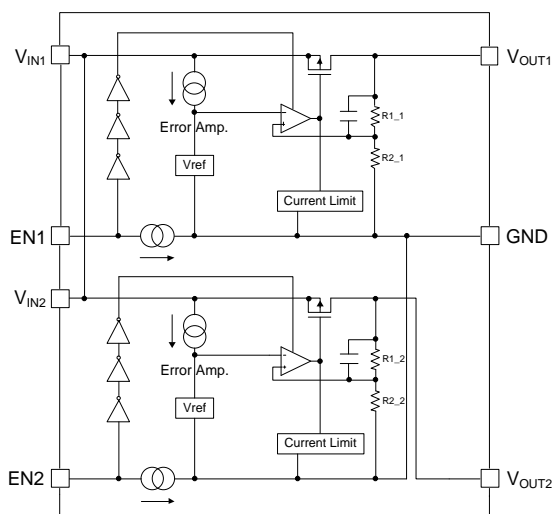 VIN1
VOUT1
Error Amp.
- +
R1_1
R2_1
Vref
Current Limit
EN1
GND
VIN2
Error Amp.
- +
R1_2
R2_2
Vref
Current Limit
EN2
VOUT2